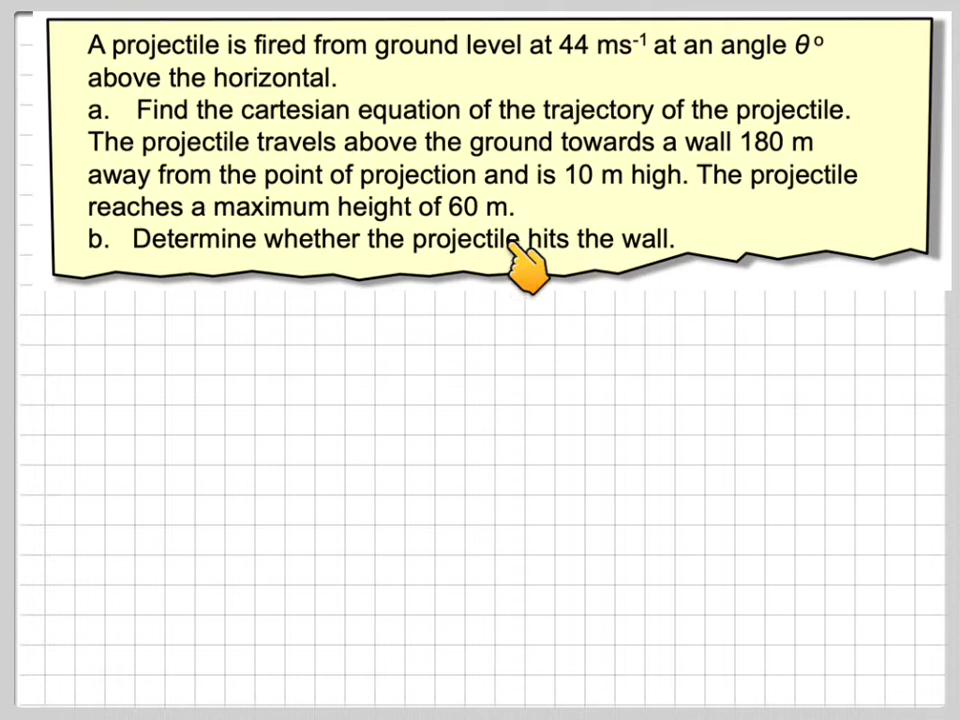 A projectile is fired from ground level at 44 ms⁻¹ at an angle θ°
above the horizontal.
a. Find the cartesian equation of the trajectory of the projectile.
The projectile travels above the ground towards a wall 180 m
away from the point of projection and is 10 m high. The projectile
reaches a maximum height of 60 m.
b. Determine whether the projectile hits the wall.